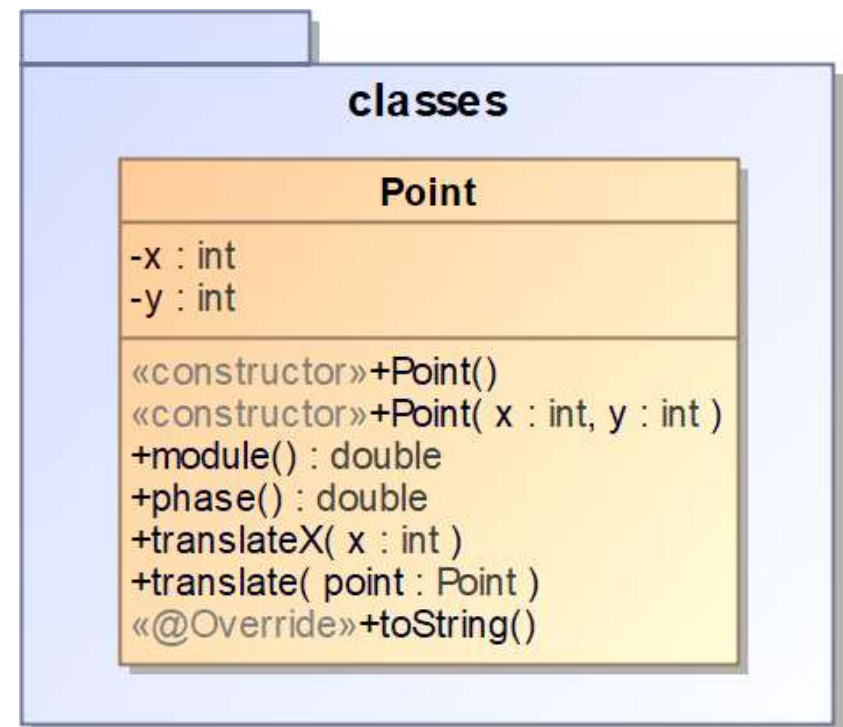 classes
Point
-x : int
-y : int
«constructor»+Point()
«constructor»+Point( x : int, y : int )
+module() : double
+phase() : double
+translateX( x : int )
+translate( point : Point )
«@Override»+toString()